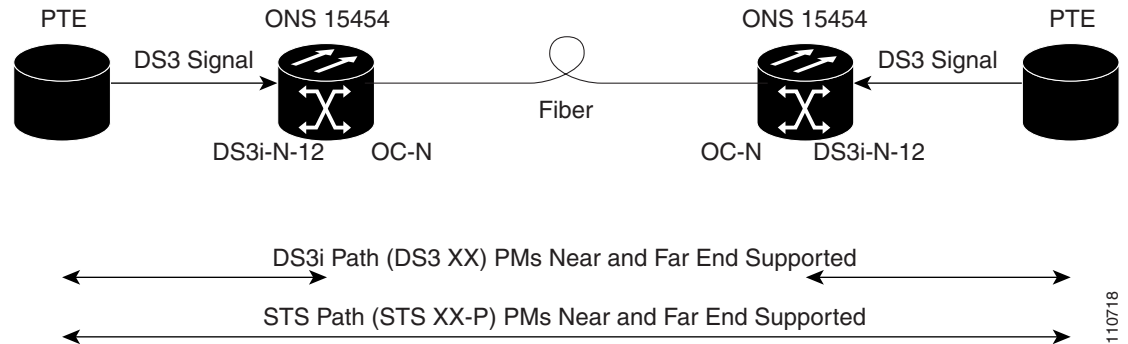 PTE
ONS 15454
ONS 15454
PTE
DS3 Signal
DS3 Signal
Fiber
DS3i-N-12
OC-N
OC-N
DS3i-N-12
DS3i Path (DS3 XX) PMs Near and Far End Supported
STS Path (STS XX-P) PMs Near and Far End Supported
110718